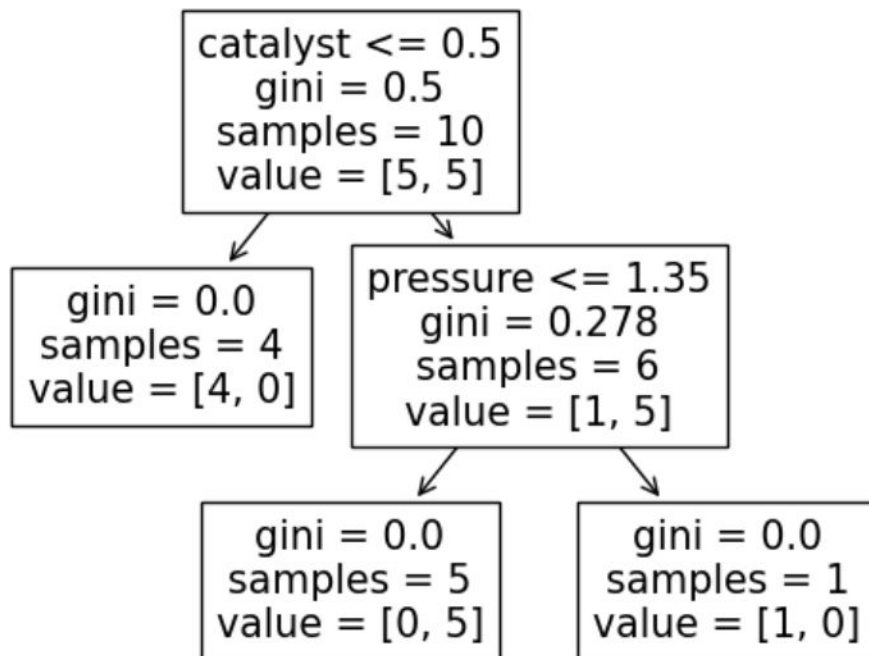 catalyst <= 0.5
gini = 0.5
samples = 10
value = [5, 5]
gini = 0.0
samples = 4
value = [4, 0]
pressure <= 1.35
gini = 0.278
samples = 6
value = [1, 5]
gini = 0.0
samples = 5
value = [0, 5]
gini = 0.0
samples = 1
value = [1, 0]